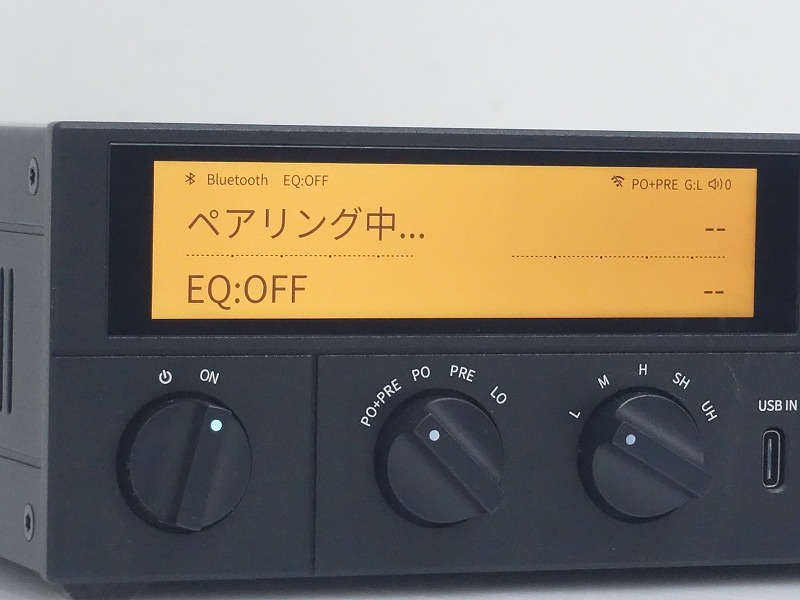 Bluetooth EQ:OFF PO+PRE G:L 0
ペアリング中... --
EQ:OFF --
ON
PO+PRE PO PRE LO
L M H SH UH
USB IN